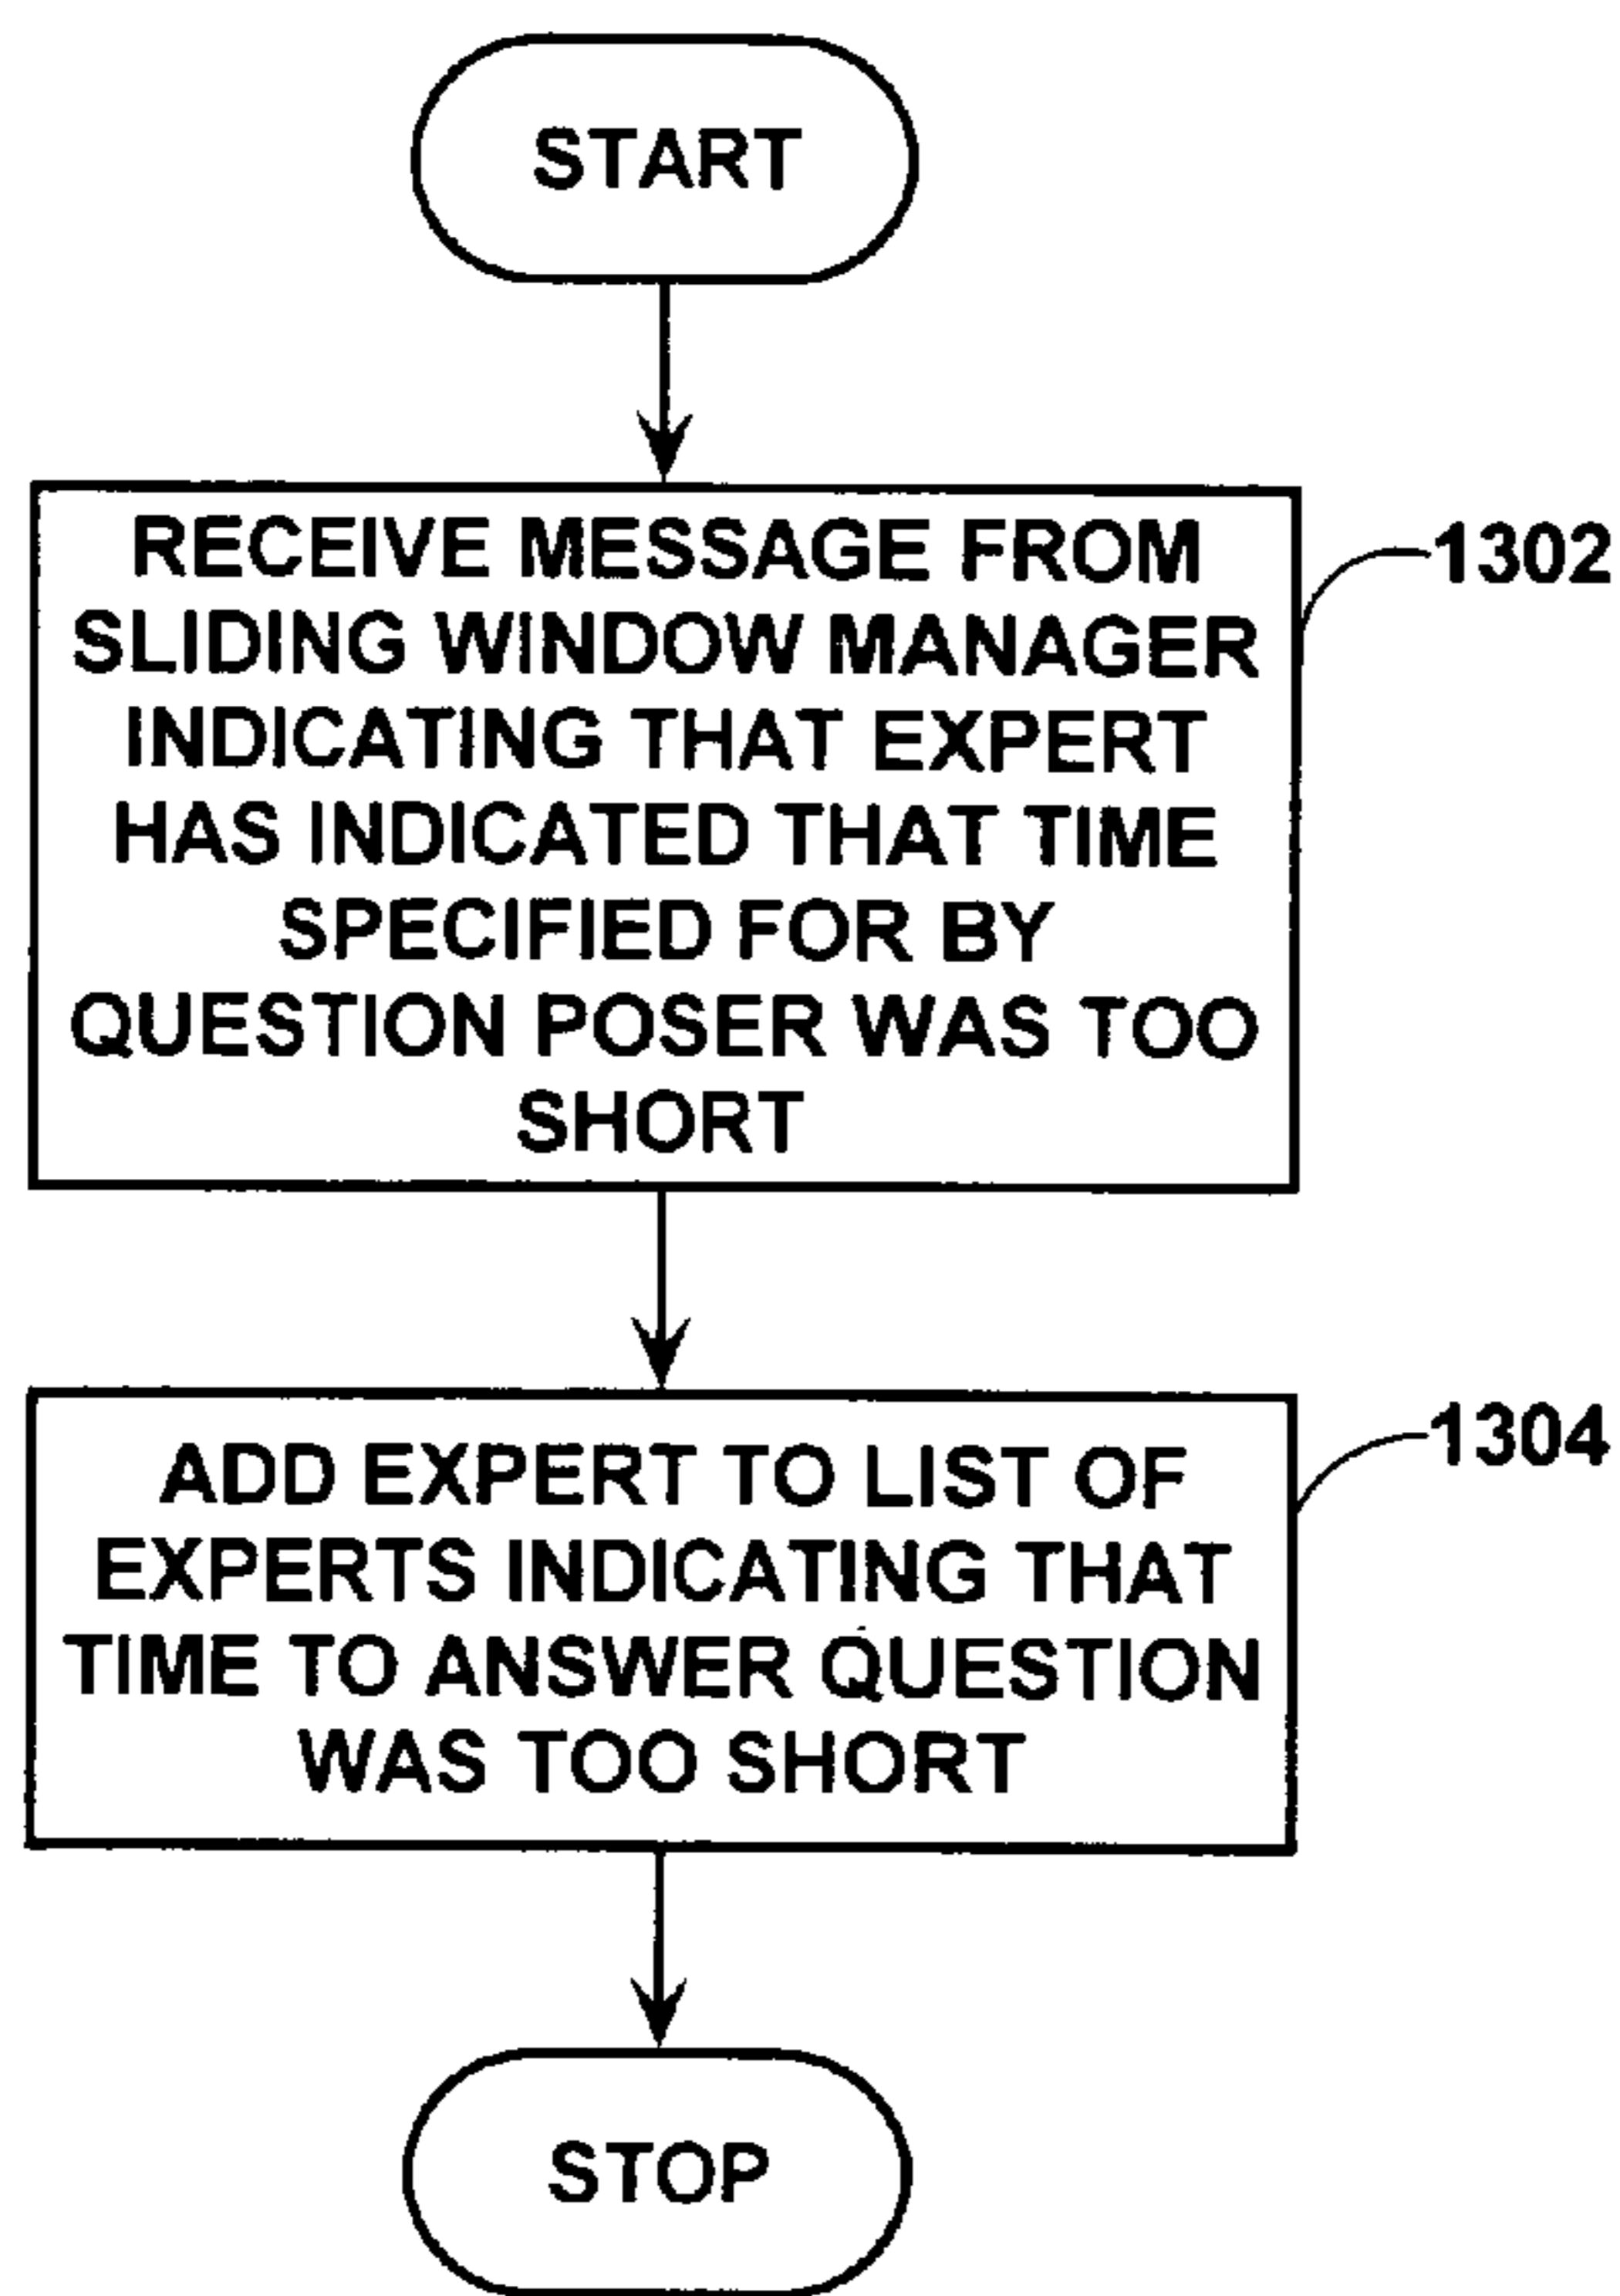 START
RECEIVE MESSAGE FROM
SLIDING WINDOW MANAGER
INDICATING THAT EXPERT
HAS INDICATED THAT TIME
SPECIFIED FOR BY
QUESTION POSER WAS TOO
SHORT
1302
ADD EXPERT TO LIST OF
EXPERTS INDICATING THAT
TIME TO ANSWER QUESTION
WAS TOO SHORT
1304
STOP